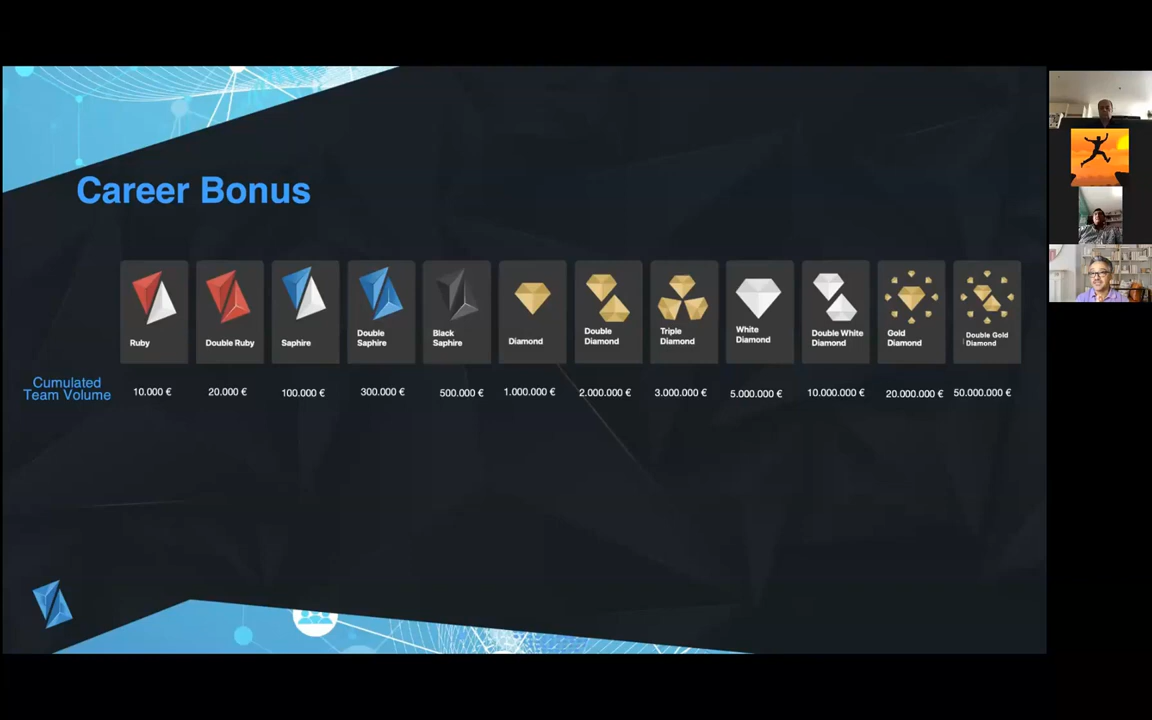 Career Bonus
Ruby
Double Ruby
Saphire
Double
Saphire
Black
Saphire
Diamond
Double
Diamond
Triple
Diamond
White
Diamond
Double White
Diamond
Gold
Diamond
Double Gold
Diamond
Cumulated
Team Volume
10.000 €
20.000 €
100.000 €
300.000 €
500.000 €
1.000.000 €
2.000.000 €
3.000.000 €
5.000.000 €
10.000.000 €
20.000.000 €
50.000.000 €